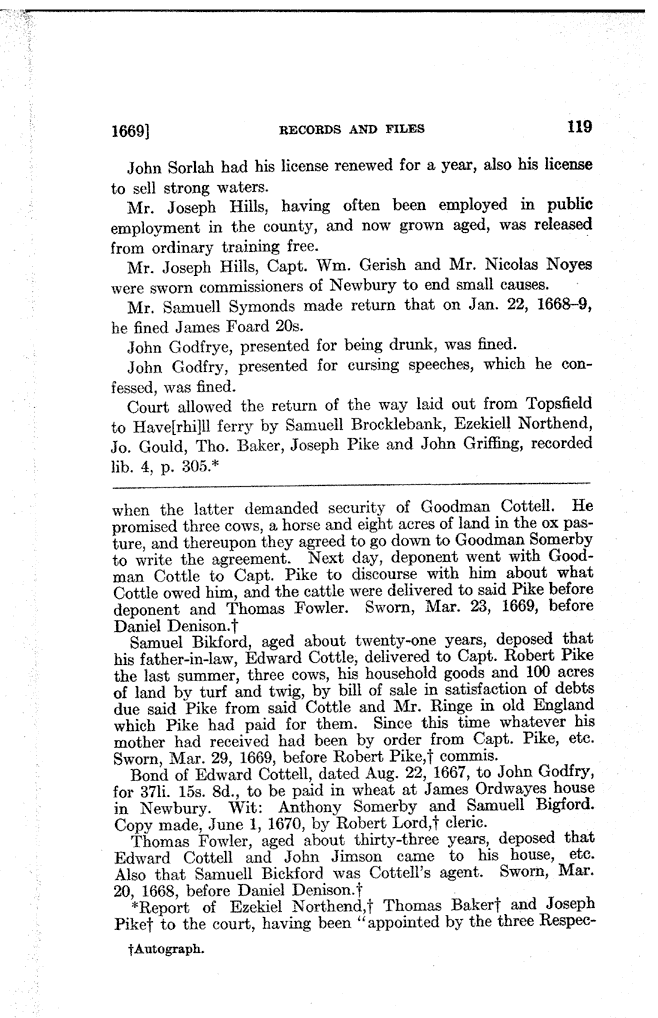 1669] RECORDS AND FILES 119
John Sorlah had his license renewed for a year, also his license
to sell strong waters.
Mr. Joseph Hills, having often been employed in public
employment in the county, and now grown aged, was released
from ordinary training free.
Mr. Joseph Hills, Capt. Wm. Gerish and Mr. Nicolas Noyes
were sworn commissioners of Newbury to end small causes.
Mr. Samuell Symonds made return that on Jan. 22, 1668-9,
he fined James Foard 20s.
John Godfrye, presented for being drunk, was fined.
John Godfry, presented for cursing speeches, which he con-
fessed, was fined.
Court allowed the return of the way laid out from Topsfield
to Have[rhi]ll ferry by Samuell Brocklebank, Ezekiell Northend,
Jo. Gould, Tho. Baker, Joseph Pike and John Griffing, recorded
lib. 4, p. 305.*
when the latter demanded security of Goodman Cottell. He
promised three cows, a horse and eight acres of land in the ox pas-
ture, and thereupon they agreed to go down to Goodman Somerby
to write the agreement. Next day, deponent went with Good-
man Cottle to Capt. Pike to discourse with him about what
Cottle owed him, and the cattle were delivered to said Pike before
deponent and Thomas Fowler. Sworn, Mar. 23, 1669, before
Daniel Denison.†
Samuel Bikford, aged about twenty-one years, deposed that
his father-in-law, Edward Cottle, delivered to Capt. Robert Pike
the last summer, three cows, his household goods and 100 acres
of land by turf and twig, by bill of sale in satisfaction of debts
due said Pike from said Cottle and Mr. Ringe in old England
which Pike had paid for them. Since this time whatever his
mother had received had been by order from Capt. Pike, etc.
Sworn, Mar. 29, 1669, before Robert Pike,† commis.
Bond of Edward Cottell, dated Aug. 22, 1667, to John Godfry,
for 37li. 15s. 8d., to be paid in wheat at James Ordwayes house
in Newbury. Wit: Anthony Somerby and Samuell Bigford.
Copy made, June 1, 1670, by Robert Lord,† cleric.
Thomas Fowler, aged about thirty-three years, deposed that
Edward Cottell and John Jimson came to his house, etc.
Also that Samuell Bickford was Cottell's agent. Sworn, Mar.
20, 1668, before Daniel Denison.†
*Report of Ezekiel Northend,† Thomas Baker† and Joseph
Pike† to the court, having been "appointed by the three Respec-
†Autograph.